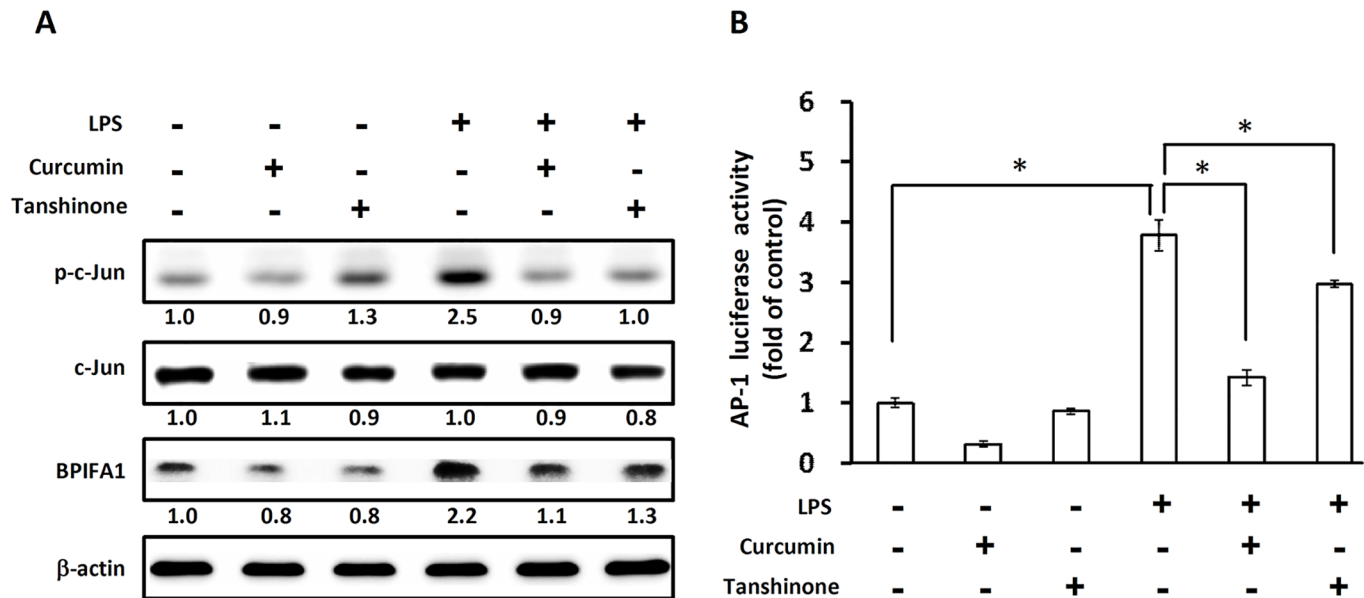 A
LPS - - - + + +
Curcumin - + - - + -
Tanshinone - - + - - +
p-c-Jun
1.0 0.9 1.3 2.5 0.9 1.0
c-Jun
1.0 1.1 0.9 1.0 0.9 0.8
BPIFA1
1.0 0.8 0.8 2.2 1.1 1.3
β-actin
B
AP-1 luciferase activity
(fold of control)
6
5
4
3
2
1
0
*
*
*
LPS - - - + + +
Curcumin - + - - + -
Tanshinone - - + - - +